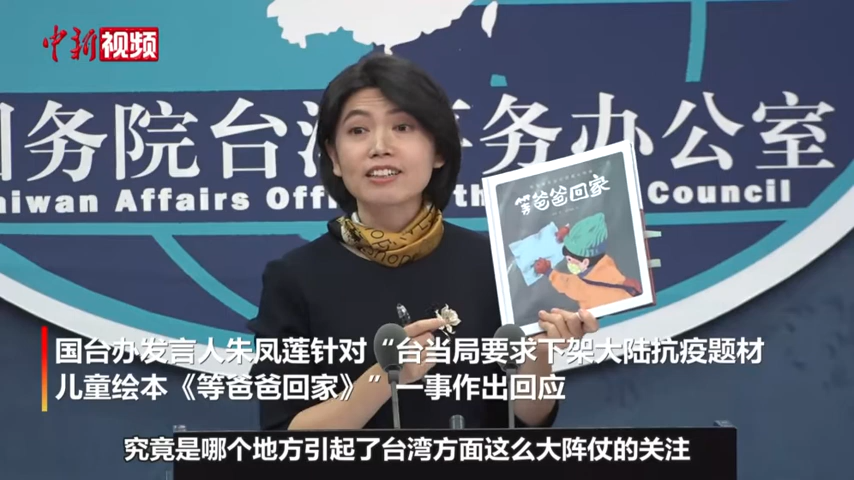 中新视频
国务院台湾事务办公室
Taiwan Affairs Office of the State Council
等爸爸回家
国台办发言人朱凤莲针对“台当局要求下架大陆抗疫题材
儿童绘本《等爸爸回家》”一事作出回应
究竟是哪个地方引起了台湾方面这么大阵仗的关注